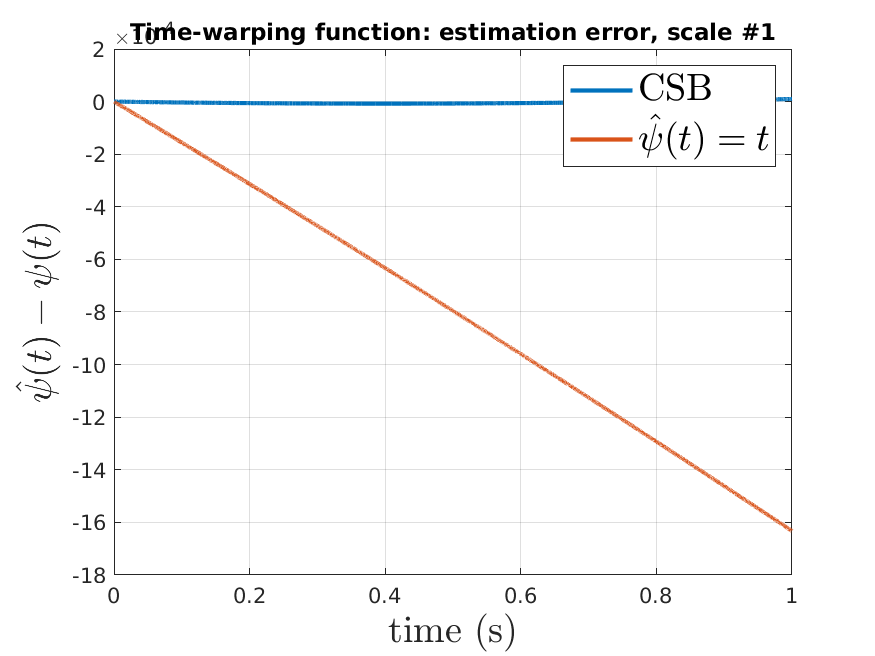 Time-warping function: estimation error, scale #1
×10⁻⁴
2
0
-2
-4
-6
-8
-10
-12
-14
-16
-18
0 0.2 0.4 0.6 0.8 1
time (s)
ψ̂(t) − ψ(t)
CSB
ψ̂(t) = t